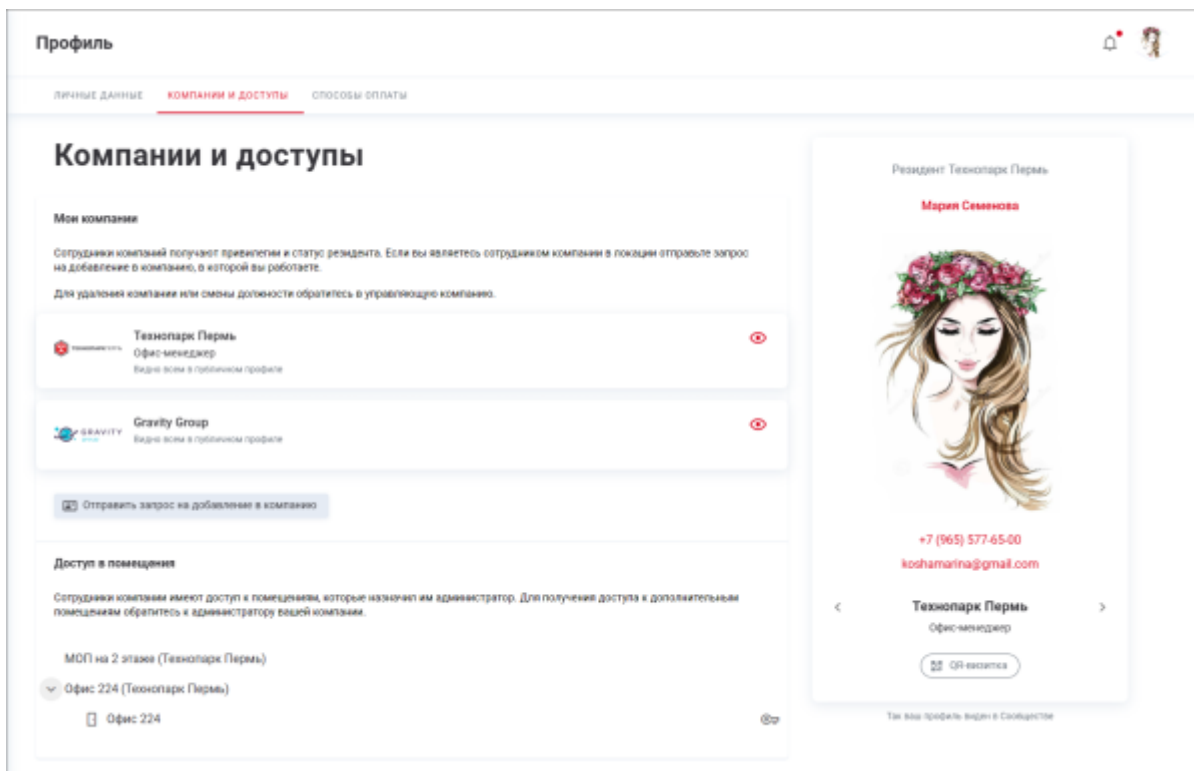 Профиль
ЛИЧНЫЕ ДАННЫЕ
КОМПАНИИ И ДОСТУПЫ
СПОСОБЫ ОПЛАТЫ
Компании и доступы
Мои компании
Сотрудники компаний получают привилегии и статус резидента. Если вы являетесь сотрудником компании в локации отправьте запрос
на добавление в компанию, в которой вы работаете.
Для удаления компании или смены должности обратитесь в управляющую компанию.
Технопарк Пермь
Офис-менеджер
Видно всем в публичном профиле
GRAVITY
Gravity Group
Видно всем в публичном профиле
Отправить запрос на добавление в компанию
Доступ в помещения
Сотрудники компании имеют доступ к помещениям, которые назначил им администратор. Для получения доступа к дополнительным
помещениям обратитесь к администратору вашей компании.
МОП на 2 этаже (Технопарк Пермь)
Офис 224 (Технопарк Пермь)
Офис 224
Резидент Технопарк Пермь
Мария Семенова
+7 (965) 577-65-00
koshamarina@gmail.com
Технопарк Пермь
Офис-менеджер
QR-визитка
Так ваш профиль виден в Сообществе